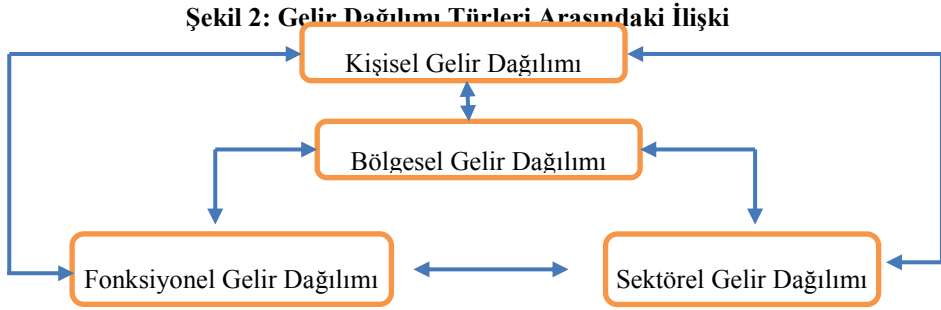 Şekil 2: Gelir Dağılımı Türleri Arasındaki İlişki
Kişisel Gelir Dağılımı
Bölgesel Gelir Dağılımı
Fonksiyonel Gelir Dağılımı
Sektörel Gelir Dağılımı